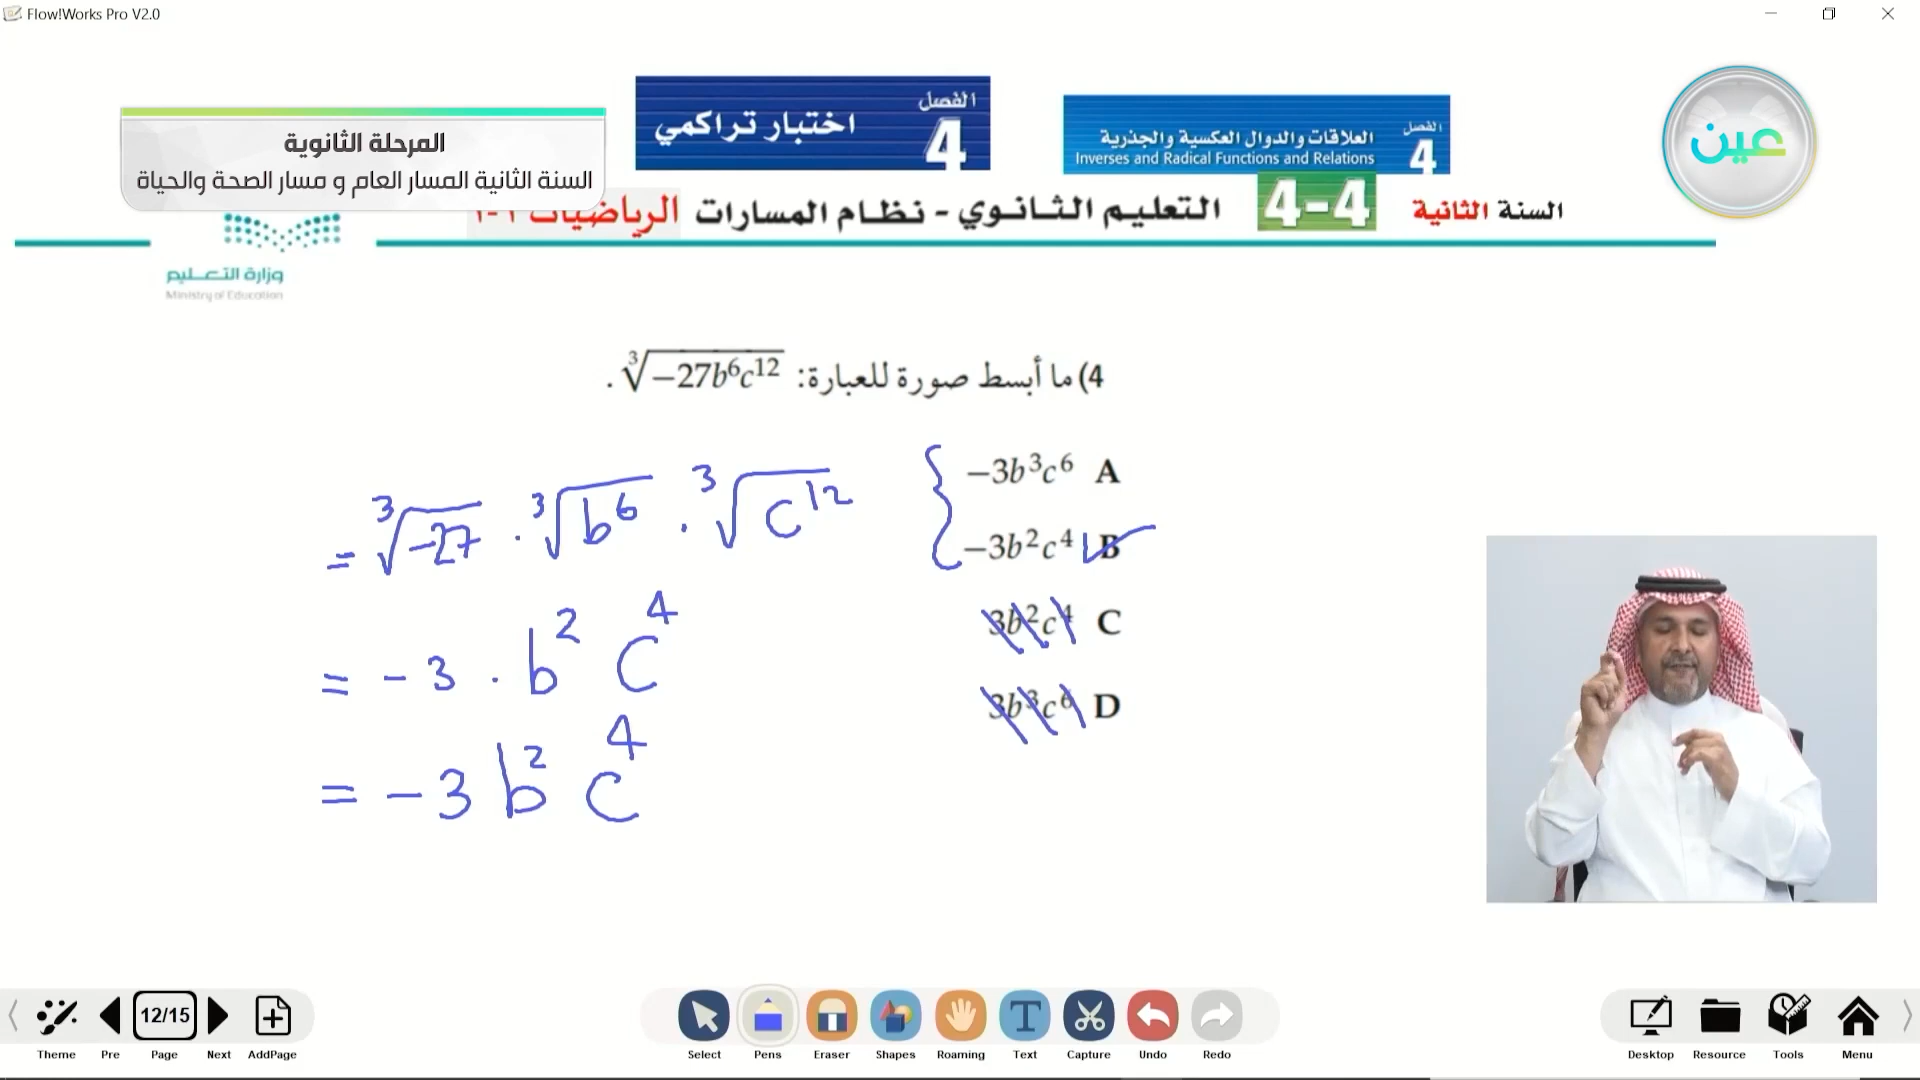 Flow!Works Pro V2.0
المرحلة الثانوية
السنة الثانية المسار العام و مسار الصحة والحياة
الفصل 4
اختبار تراكمي
الفصل 4
العلاقات والدوال العكسية والجذرية
Inverses and Radical Functions and Relations
عين
السنة الثانية
4-4
التعليم الثانوي - نظام المسارات
الرياضيات ٢-١
وزارة التعليم
Ministry of Education
4) ما أبسط صورة للعبارة: ∛(−27b⁶c¹²) .
−3b³c⁶ A
−3b²c⁴ B
3b²c⁴ C
3b³c⁶ D
= ∛(-27) · ∛(b⁶) · ∛(c¹²)
= -3 · b² c⁴
= -3 b² c⁴
12/15
Theme Pre Page Next AddPage
Select Pens Eraser Shapes Roaming Text Capture Undo Redo
Desktop Resource Tools Menu